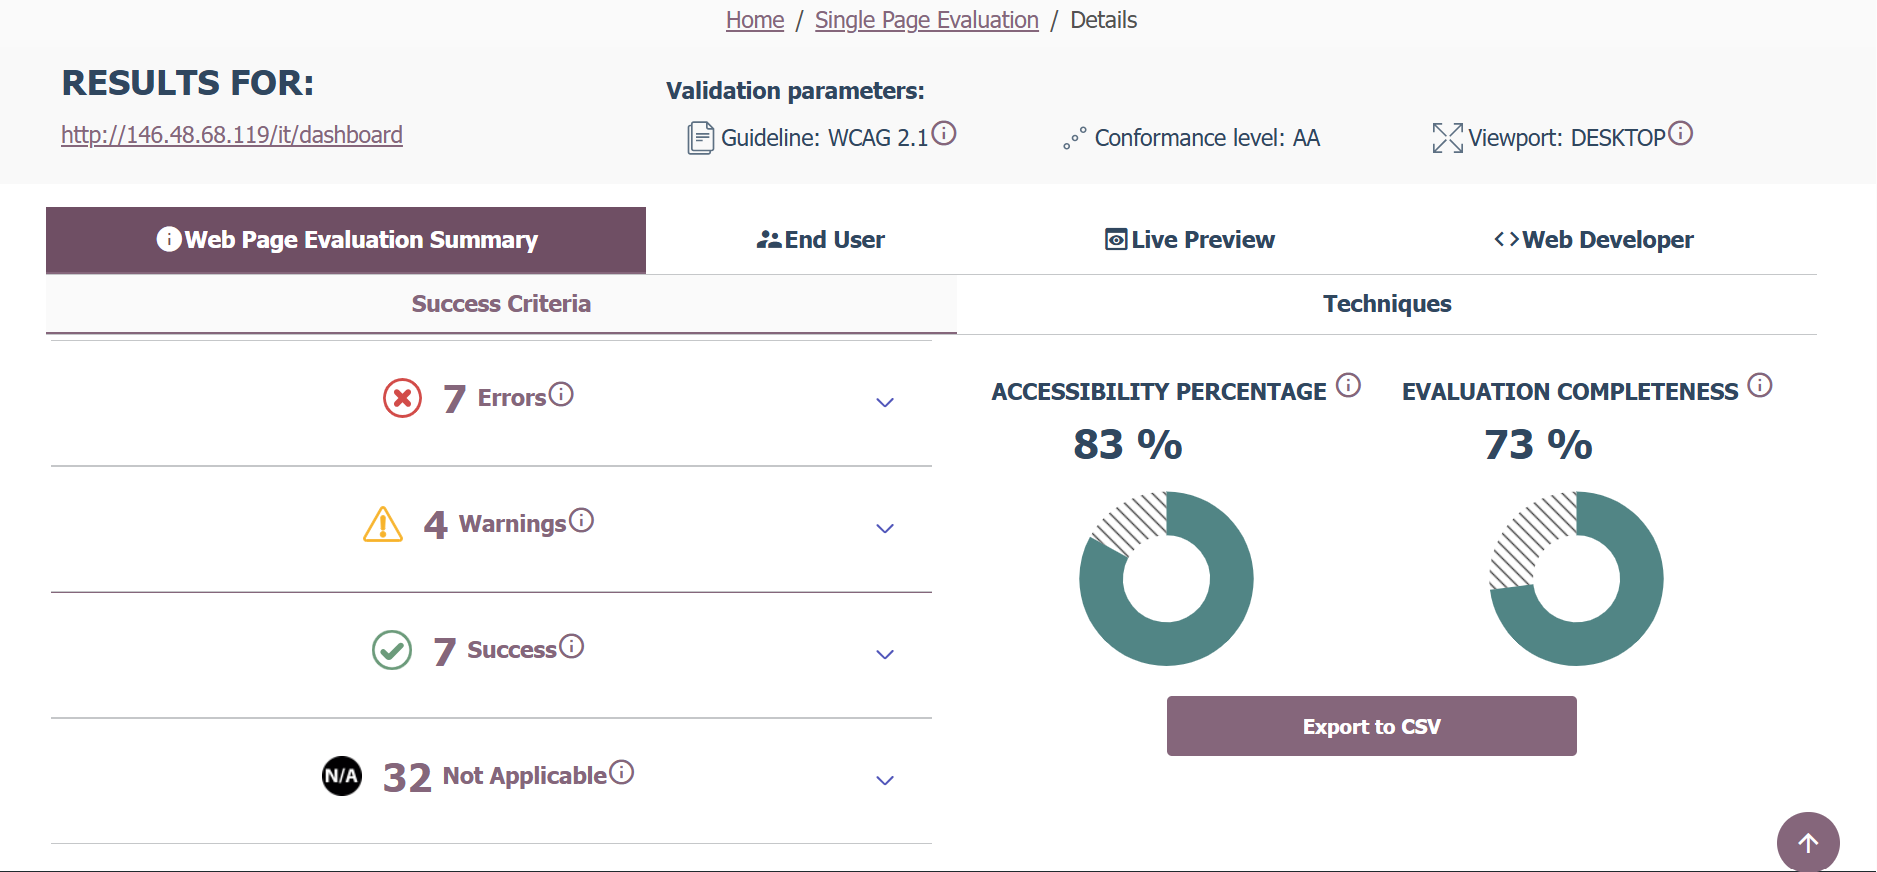 Home / Single Page Evaluation / Details
RESULTS FOR:
http://146.48.68.119/it/dashboard
Validation parameters:
Guideline: WCAG 2.1
Conformance level: AA
Viewport: DESKTOP
Web Page Evaluation Summary
End User
Live Preview
Web Developer
Success Criteria
Techniques
7 Errors
4 Warnings
7 Success
N/A 32 Not Applicable
ACCESSIBILITY PERCENTAGE
83 %
EVALUATION COMPLETENESS
73 %
Export to CSV